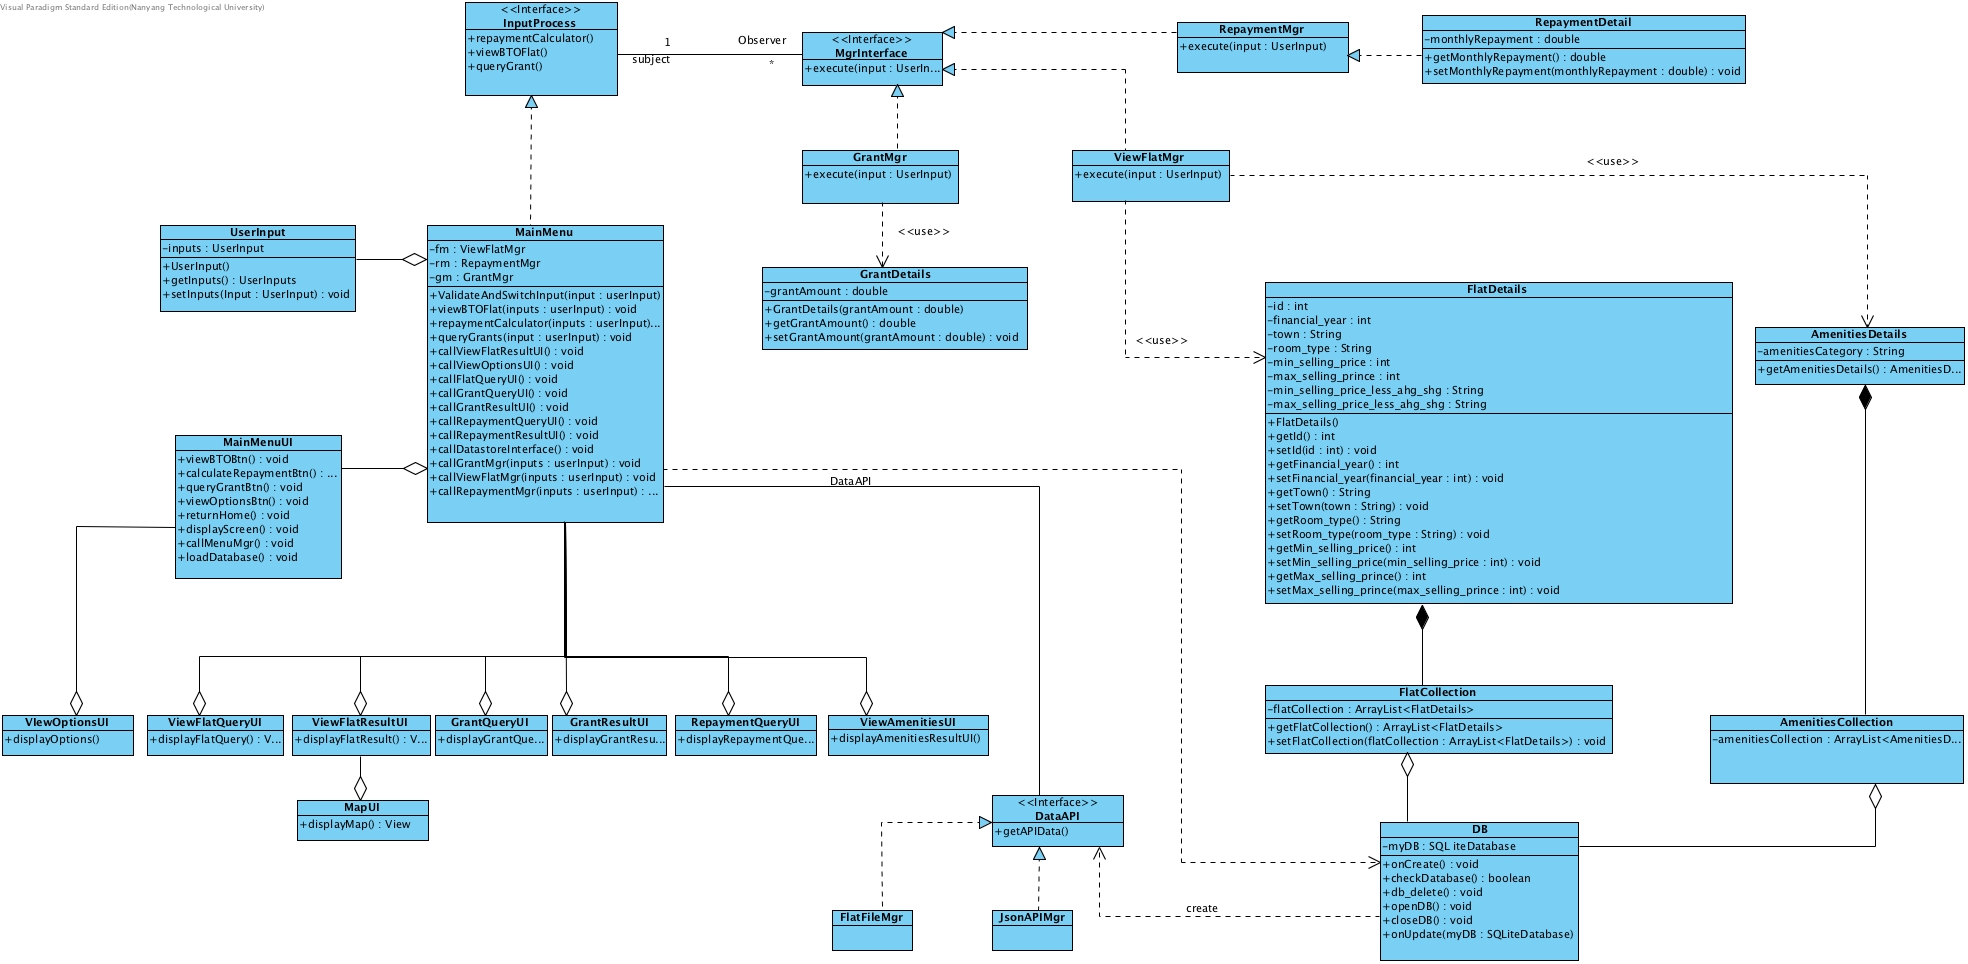 Visual Paradigm Standard Edition(Nanyang Technological University)
<<Interface>>
InputProcess
+repaymentCalculator()
+viewBTOFlat()
+queryGrant()
1
subject
Observer
*
<<Interface>>
MgrInterface
+execute(input : UserIn...
RepaymentMgr
+execute(input : UserInput)
RepaymentDetail
-monthlyRepayment : double
+getMonthlyRepayment() : double
+setMonthlyRepayment(monthlyRepayment : double) : void
GrantMgr
+execute(input : UserInput)
ViewFlatMgr
+execute(input : UserInput)
<<use>>
<<use>>
<<use>>
UserInput
-inputs : UserInput
+UserInput()
+getInputs() : UserInputs
+setInputs(Input : UserInput) : void
MainMenu
-fm : ViewFlatMgr
-rm : RepaymentMgr
-gm : GrantMgr
+ValidateAndSwitchInput(input : userInput)
+viewBTOFlat(inputs : userInput) : void
+repaymentCalculator(inputs : userInput)...
+queryGrants(input : userInput) : void
+callViewFlatResultUI() : void
+callViewOptionsUI() : void
+callFlatQueryUI() : void
+callGrantQueryUI() : void
+callGrantResultUI() : void
+callRepaymentQueryUI() : void
+callRepaymentResultUI() : void
+callDatastoreInterface() : void
+callGrantMgr(inputs : userInput) : void
+callViewFlatMgr(inputs : userInput) : void
+callRepaymentMgr(inputs : userInput) : ...
GrantDetails
-grantAmount : double
+GrantDetails(grantAmount : double)
+getGrantAmount() : double
+setGrantAmount(grantAmount : double) : void
FlatDetails
-id : int
-financial_year : int
-town : String
-room_type : String
-min_selling_price : int
-max_selling_prince : int
-min_selling_price_less_ahg_shg : String
-max_selling_price_less_ahg_shg : String
+FlatDetails()
+getId() : int
+setId(id : int) : void
+getFinancial_year() : int
+setFinancial_year(financial_year : int) : void
+getTown() : String
+setTown(town : String) : void
+getRoom_type() : String
+setRoom_type(room_type : String) : void
+getMin_selling_price() : int
+setMin_selling_price(min_selling_price : int) : void
+getMax_selling_prince() : int
+setMax_selling_prince(max_selling_prince : int) : void
AmenitiesDetails
-amenitiesCategory : String
+getAmenitiesDetails() : AmenitiesD...
MainMenuUI
+viewBTOBtn() : void
+calculateRepaymentBtn() : ...
+queryGrantBtn() : void
+viewOptionsBtn() : void
+returnHome() : void
+displayScreen() : void
+callMenuMgr() : void
+loadDatabase() : void
DataAPI
VIewOptionsUI
+displayOptions()
ViewFlatQueryUI
+displayFlatQuery() : V...
ViewFlatResultUI
+displayFlatResult() : V...
GrantQueryUI
+displayGrantQue...
GrantResultUI
+displayGrantResu...
RepaymentQueryUI
+displayRepaymentQue...
ViewAmenitiesUI
+displayAmenitiesResultUI()
MapUI
+displayMap() : View
FlatCollection
-flatCollection : ArrayList<FlatDetails>
+getFlatCollection() : ArrayList<FlatDetails>
+setFlatCollection(flatCollection : ArrayList<FlatDetails>) : void
AmenitiesCollection
-amenitiesCollection : ArrayList<AmenitiesD...
<<Interface>>
DataAPI
+getAPIData()
DB
-myDB : SQL iteDatabase
+onCreate() : void
+checkDatabase() : boolean
+db_delete() : void
+openDB() : void
+closeDB() : void
+onUpdate(myDB : SQLiteDatabase)
create
FlatFileMgr
JsonAPIMgr